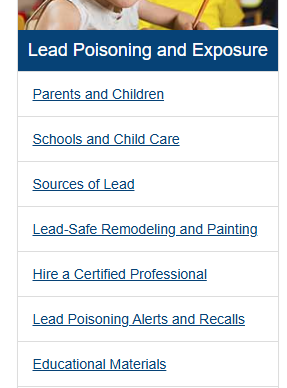 Lead Poisoning and Exposure
Parents and Children
Schools and Child Care
Sources of Lead
Lead-Safe Remodeling and Painting
Hire a Certified Professional
Lead Poisoning Alerts and Recalls
Educational Materials